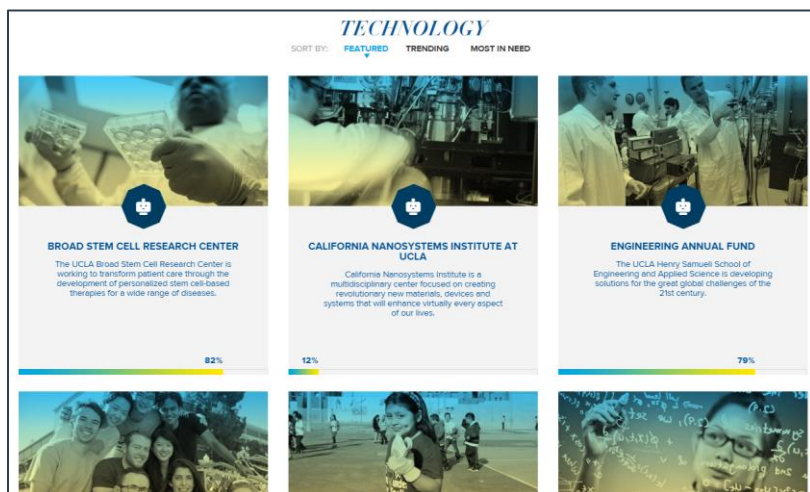 TECHNOLOGY
SORT BY: FEATURED TRENDING MOST IN NEED
BROAD STEM CELL RESEARCH CENTER
The UCLA Broad Stem Cell Research Center is
working to transform patient care through the
development of personalized stem cell-based
therapies for a wide range of diseases.
82%
CALIFORNIA NANOSYSTEMS INSTITUTE AT
UCLA
California Nanosystems Institute is a
multidisciplinary center focused on creating
revolutionary new materials, devices and
systems that will enhance virtually every aspect
of our lives.
12%
ENGINEERING ANNUAL FUND
The UCLA Henry Samueli School of
Engineering and Applied Science is developing
solutions for the great global challenges of the
21st century.
79%